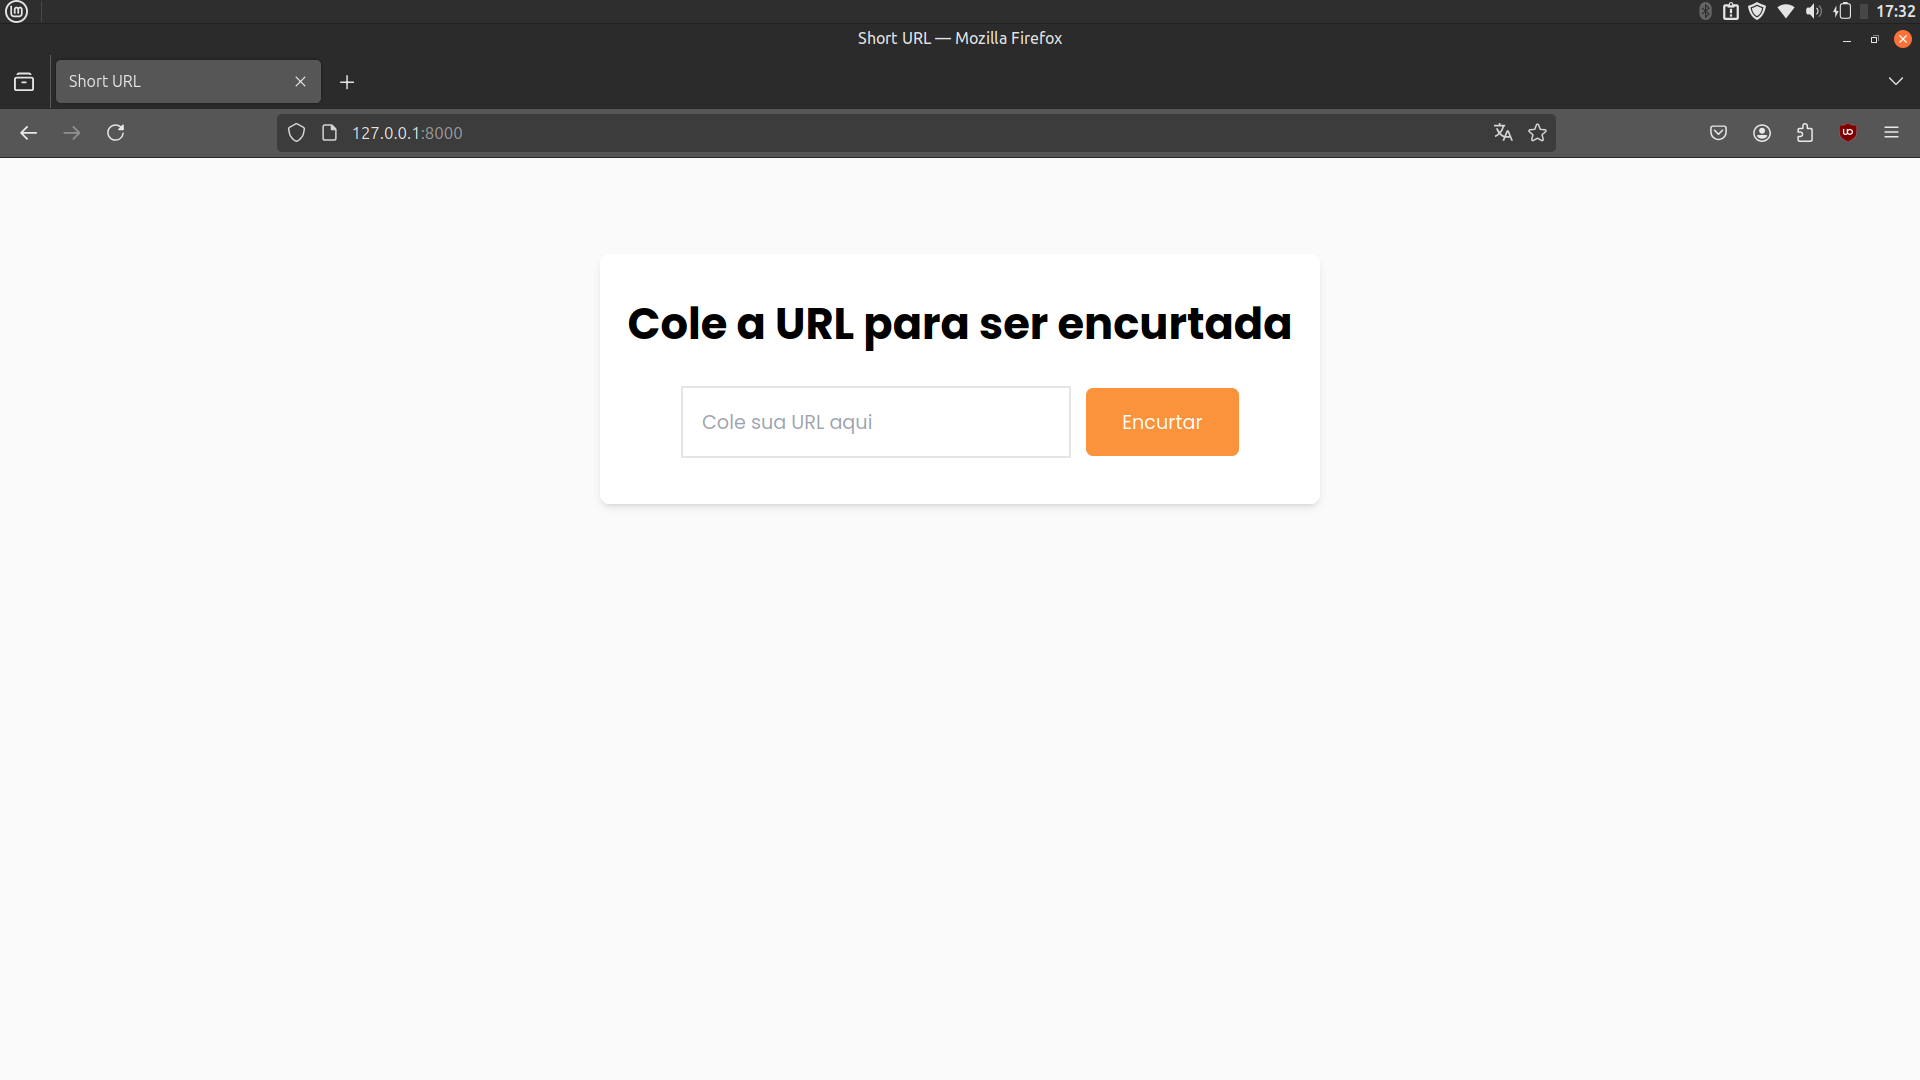 17:32
Short URL — Mozilla Firefox
Short URL
127.0.0.1:8000
Cole a URL para ser encurtada
Cole sua URL aqui
Encurtar